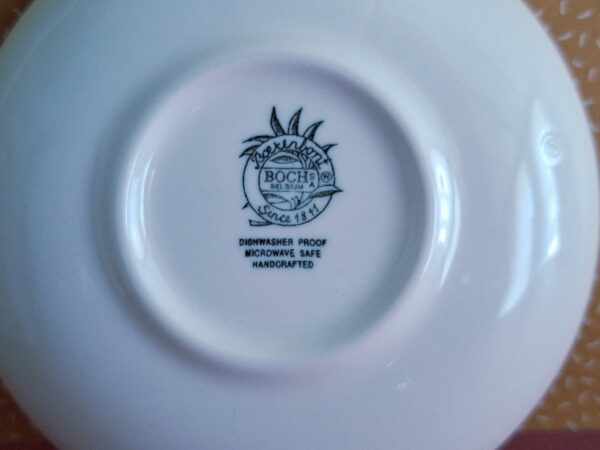 Boerenbont
BOCH S
A ®
BELGIUM
Since 1841
DISHWASHER PROOF
MICROWAVE SAFE
HANDCRAFTED